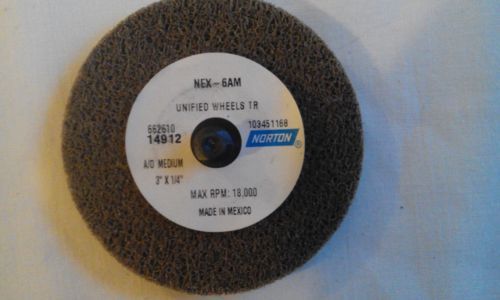 NEX-6AM
UNIFIED WHEELS TR
662610
14912
103451168
NORTON
A/O MEDIUM
3" X 1/4"
MAX RPM: 18,000
MADE IN MEXICO